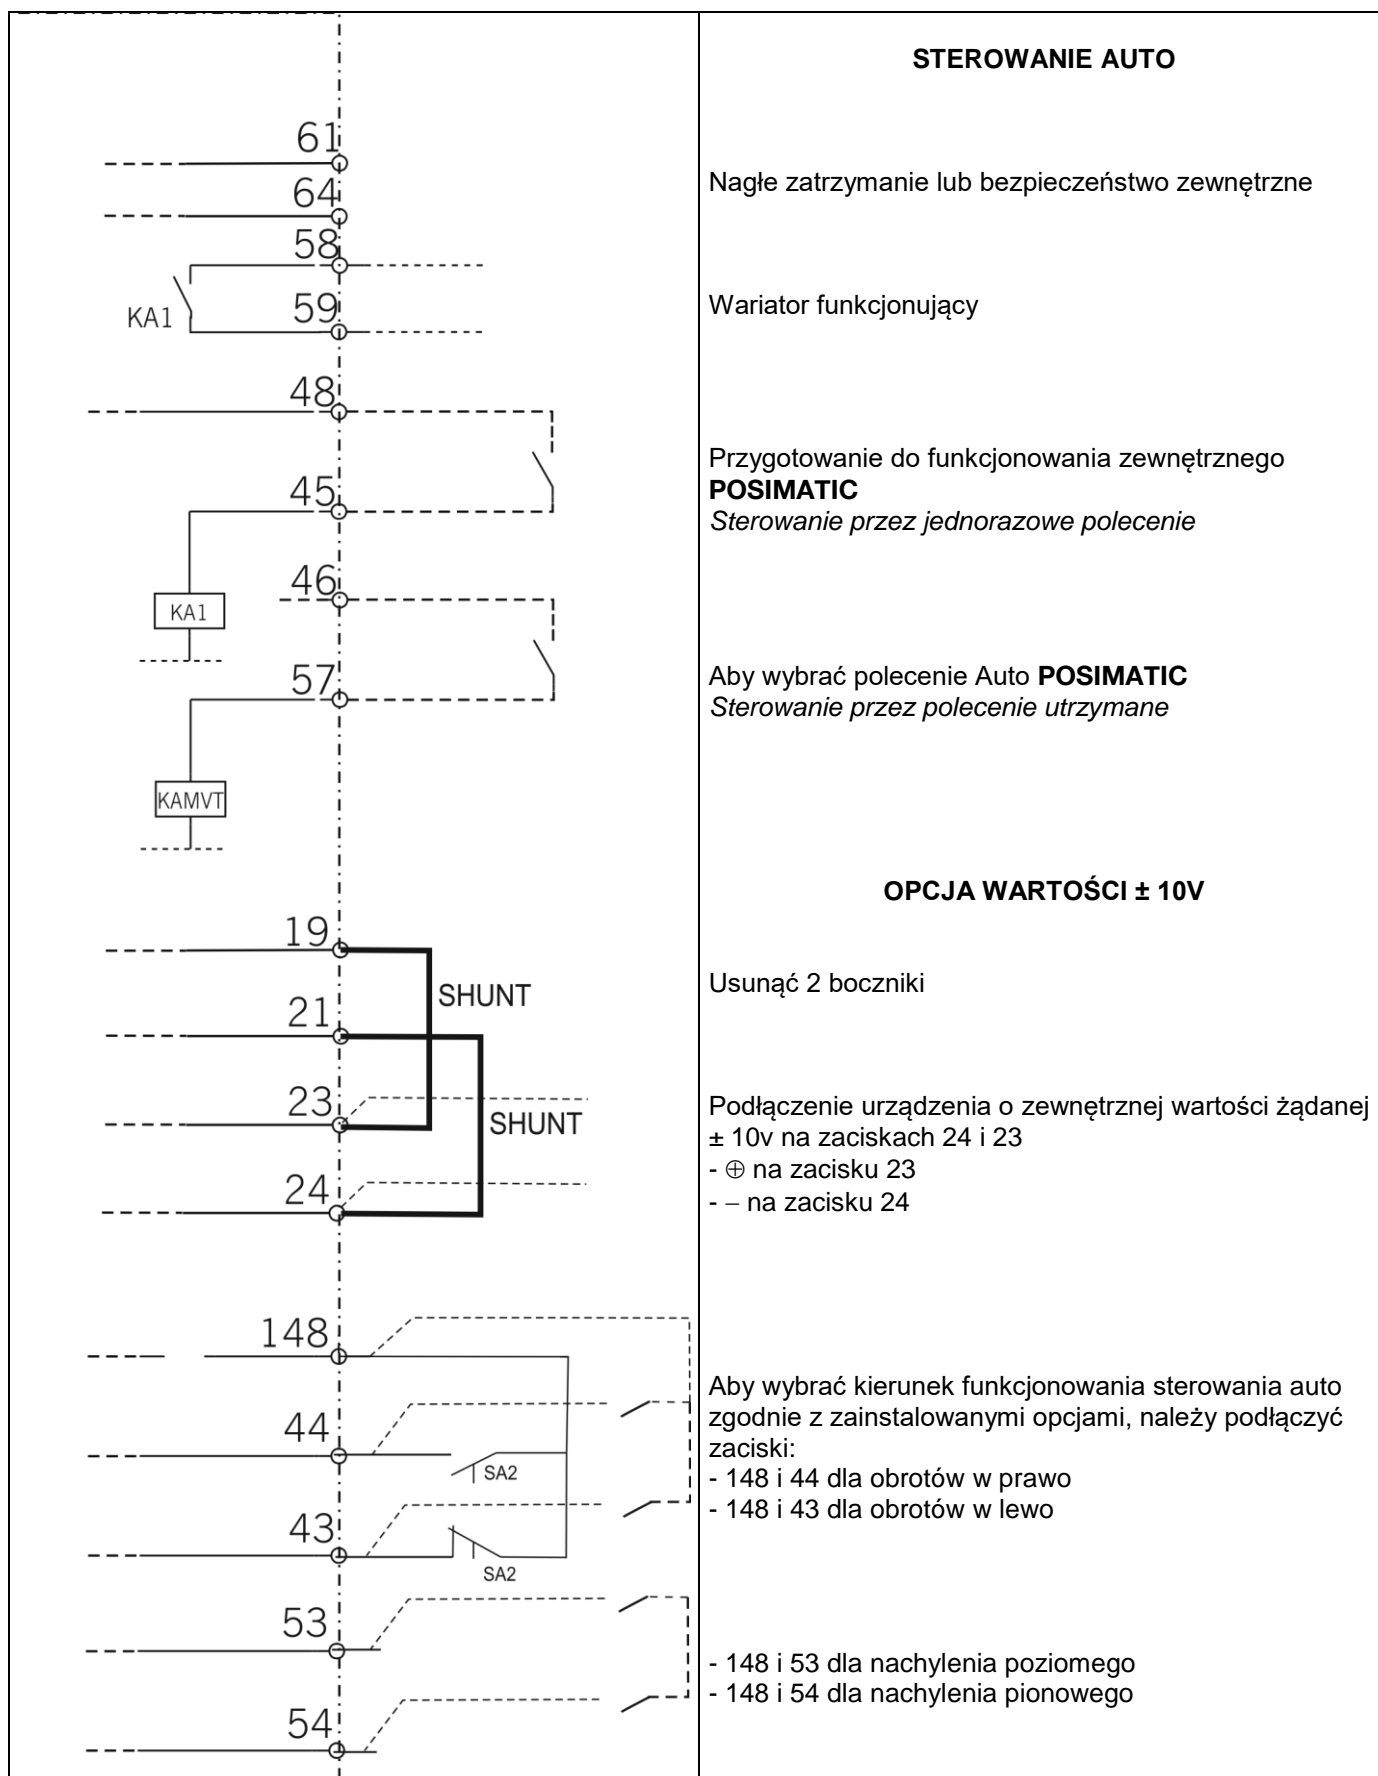 STEROWANIE AUTO
61
Nagłe zatrzymanie lub bezpieczeństwo zewnętrzne
64
58
Wariator funkcjonujący
59
KA1
48
Przygotowanie do funkcjonowania zewnętrznego
POSIMATIC
Sterowanie przez jednorazowe polecenie
45
46
KA1
57
Aby wybrać polecenie Auto POSIMATIC
Sterowanie przez polecenie utrzymane
KAMVT
OPCJA WARTOŚCI ± 10V
19
Usunąć 2 boczniki
SHUNT
21
23
SHUNT
Podłączenie urządzenia o zewnętrznej wartości żądanej
± 10v na zaciskach 24 i 23
- ⊕ na zacisku 23
- – na zacisku 24
24
148
44
SA2
Aby wybrać kierunek funkcjonowania sterowania auto
zgodnie z zainstalowanymi opcjami, należy podłączyć
zaciski:
- 148 i 44 dla obrotów w prawo
- 148 i 43 dla obrotów w lewo
43
SA2
53
- 148 i 53 dla nachylenia poziomego
- 148 i 54 dla nachylenia pionowego
54